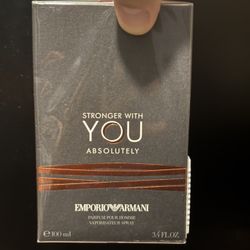 STRONGER WITH
YOU
ABSOLUTELY
EMPORIO ARMANI
PARFUM POUR HOMME
VAPORISATEUR SPRAY
e 100 ml 3.4 FL.OZ.